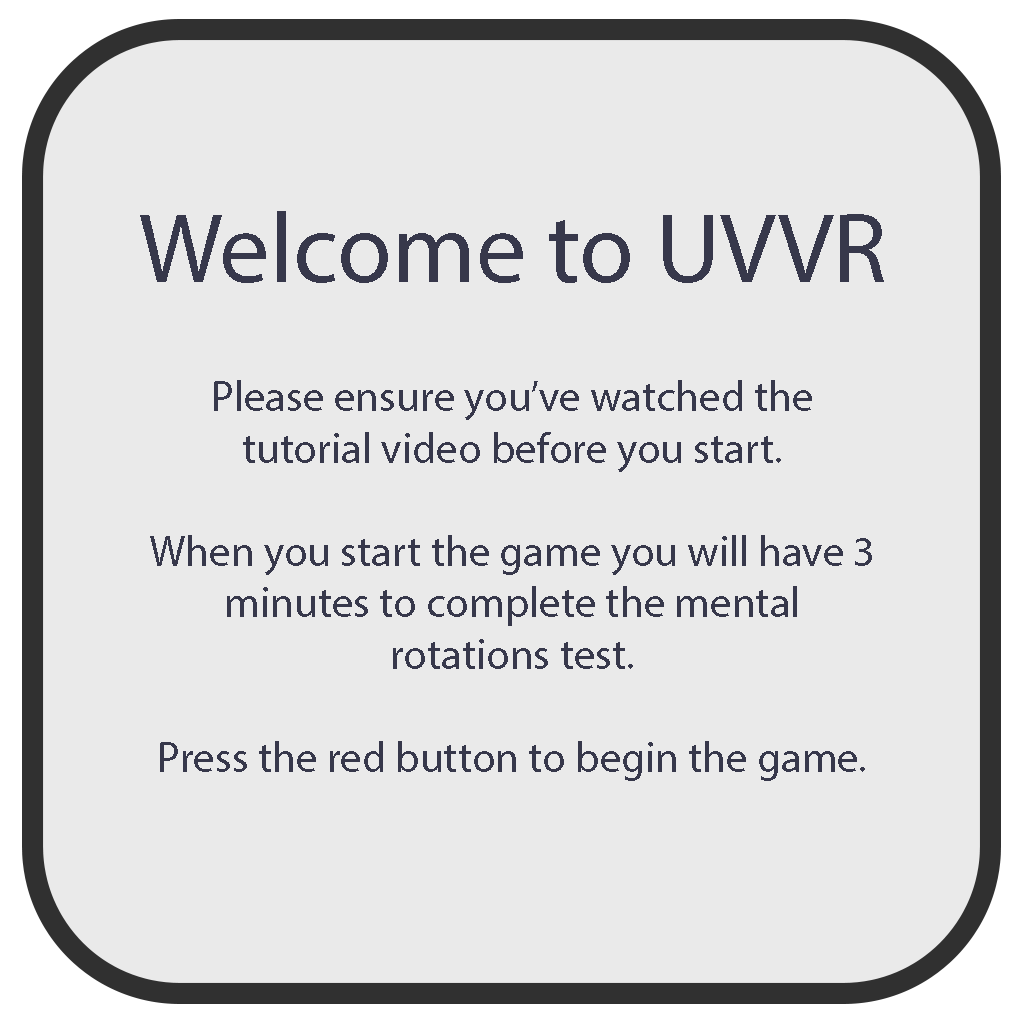 Welcome to UVVR
Please ensure you’ve watched the
tutorial video before you start.
When you start the game you will have 3
minutes to complete the mental
rotations test.
Press the red button to begin the game.